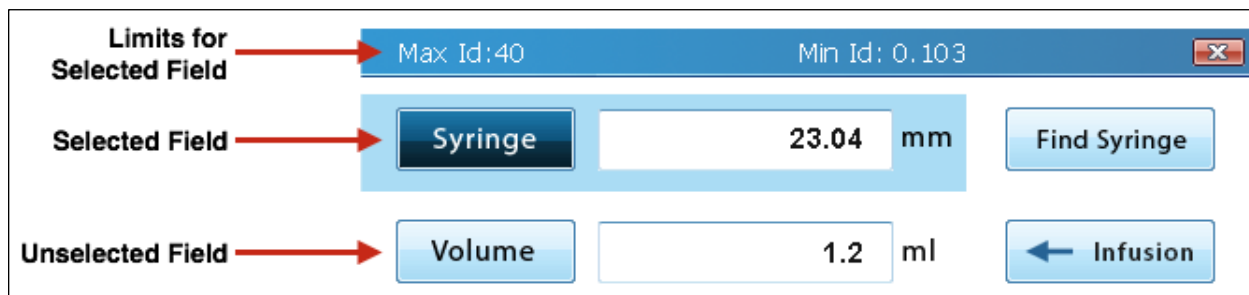 Limits for
Selected Field
Max Id:40 Min Id: 0.103
Selected Field
Syringe 23.04 mm Find Syringe
Unselected Field
Volume 1.2 ml Infusion